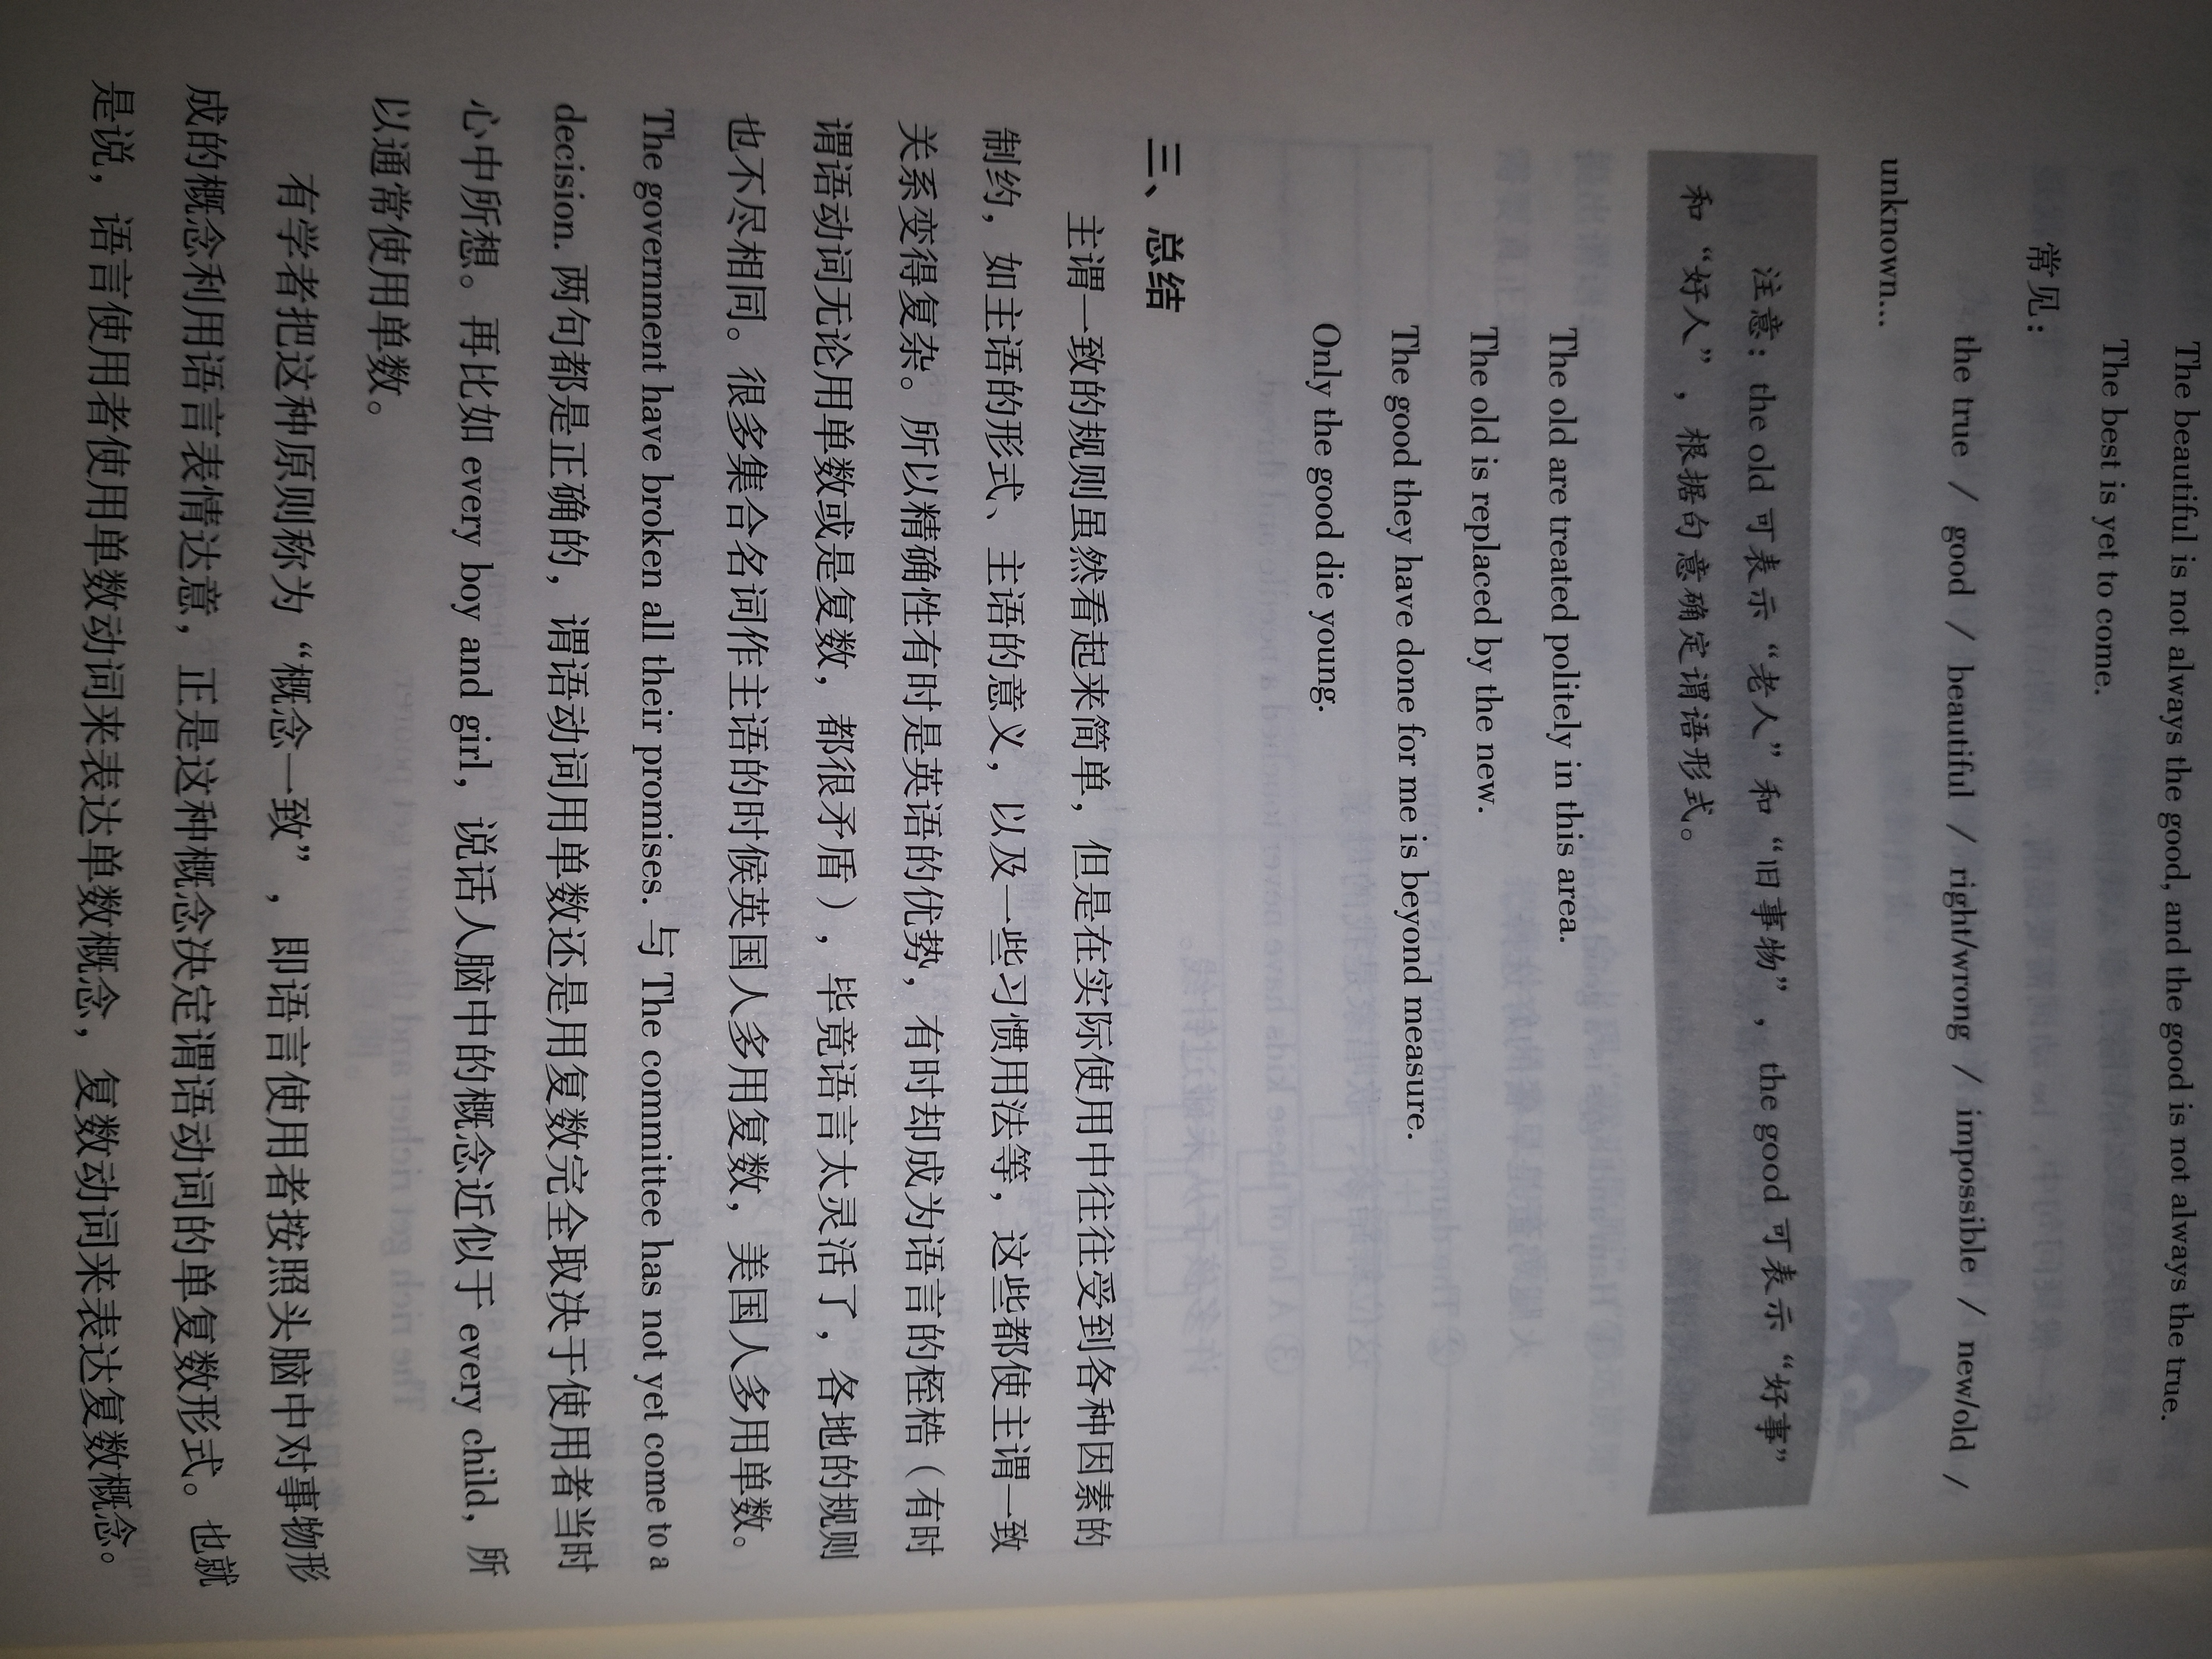 The beautiful is not always the good, and the good is not always the true.
The best is yet to come.
常见：
the true / good / beautiful / right/wrong / impossible / new/old /
unknown...
注意：the old 可表示“老人”和“旧事物”，the good 可表示“好事”
和“好人”，根据句意确定谓语形式。
The old are treated politely in this area.
The old is replaced by the new.
The good they have done for me is beyond measure.
Only the good die young.
三、总结
主谓一致的规则虽然看起来简单，但是在实际使用中往往受到各种因素的
制约，如主语的形式、主语的意义，以及一些习惯用法等，这些都使主谓一致
关系变得复杂。所以精确性有时是英语的优势，有时却成为语言的桎梏（有时
谓语动词无论用单数或是复数，都很矛盾），毕竟语言太灵活了，各地的规则
也不尽相同。很多集合名词作主语的时候英国人多用复数，美国人多用单数。
The government have broken all their promises. 与 The committee has not yet come to a
decision. 两句都是正确的，谓语动词用单数还是用复数完全取决于使用者当时
心中所想。再比如 every boy and girl，说话人脑中的概念近似于 every child，所
以通常使用单数。
有学者把这种原则称为“概念一致”，即语言使用者按照头脑中对事物形
成的概念利用语言表情达意，正是这种概念决定谓语动词的单复数形式。也就
是说，语言使用者使用单数动词来表达单数概念，复数动词来表达复数概念。